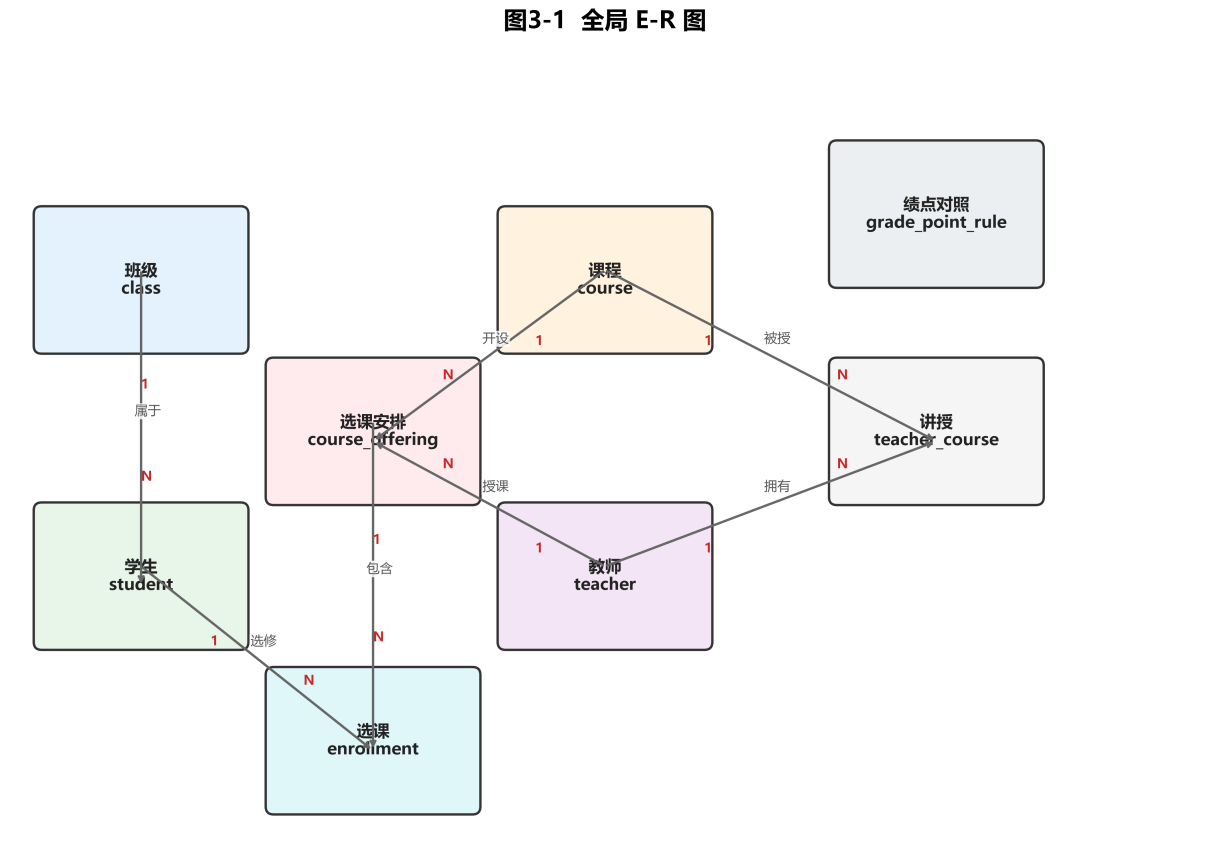 图3-1 全局 E-R 图
绩点对照
grade_point_rule
班级
class
课程
course
开设
1
1
被授
N
N
1
属于
选课安排
course_offering
讲授
teacher_course
N
N
N
授课
拥有
1
1
1
包含
学生
student
教师
teacher
N
1
选修
N
选课
enrollment